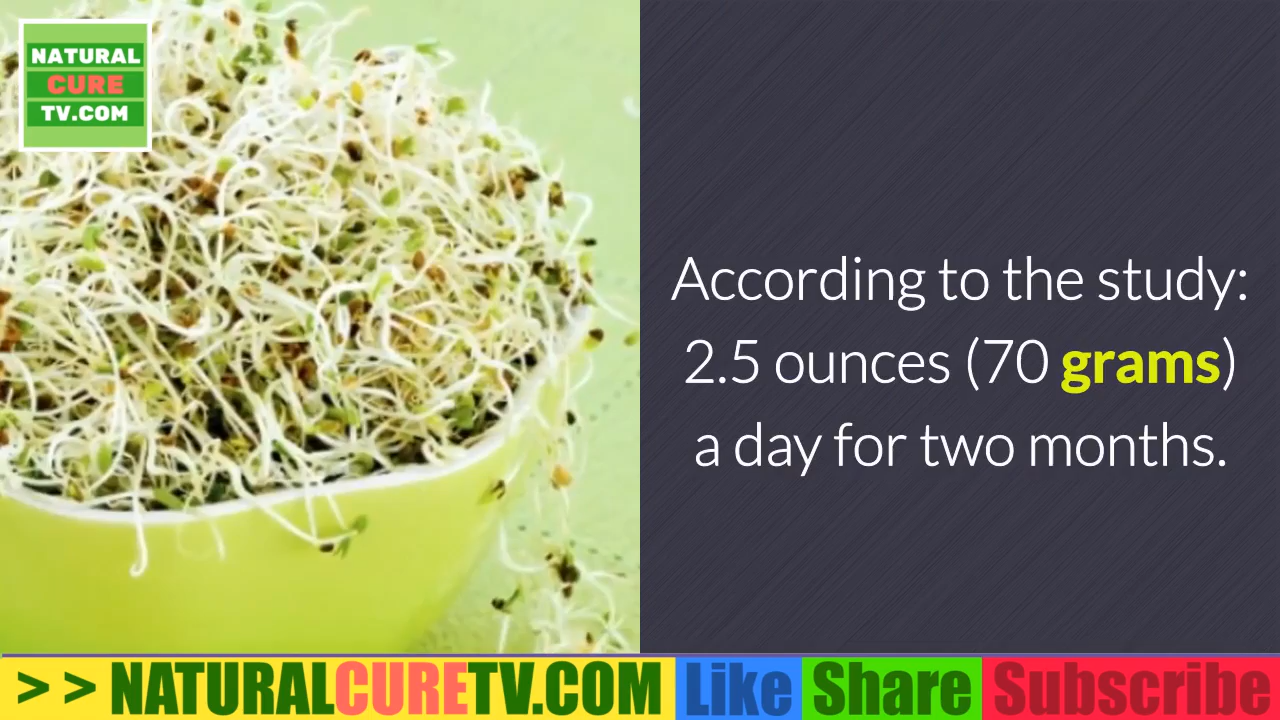 NATURAL
CURE
TV.COM
According to the study:
2.5 ounces (70 grams)
a day for two months.
> > NATURALCURETV.COM Like Share Subscribe